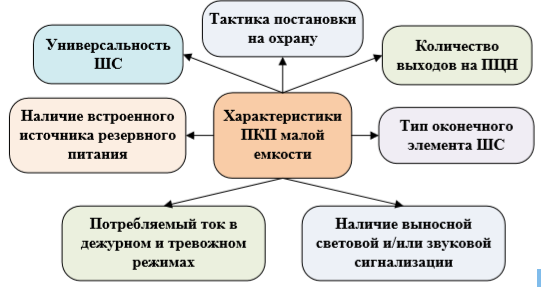 Тактика постановки
на охрану
Универсальность
ШС
Количество
выходов на ПЦН
Наличие встроенного
источника резервного
питания
Характеристики
ПКП малой
емкости
Тип оконечного
элемента ШС
Потребляемый ток в
дежурном и тревожном
режимах
Наличие выносной
световой и/или звуковой
сигнализации